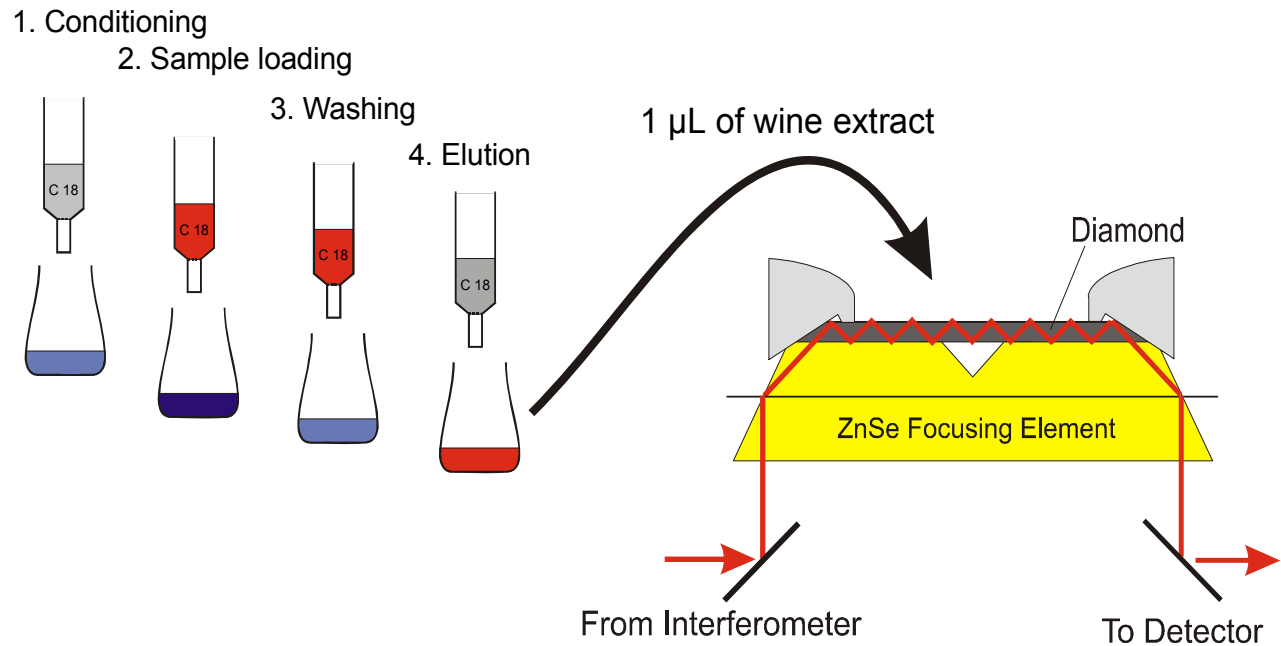 1. Conditioning
2. Sample loading
3. Washing
4. Elution
C 18
C 18
C 18
C 18
1 µL of wine extract
Diamond
ZnSe Focusing Element
From Interferometer
To Detector